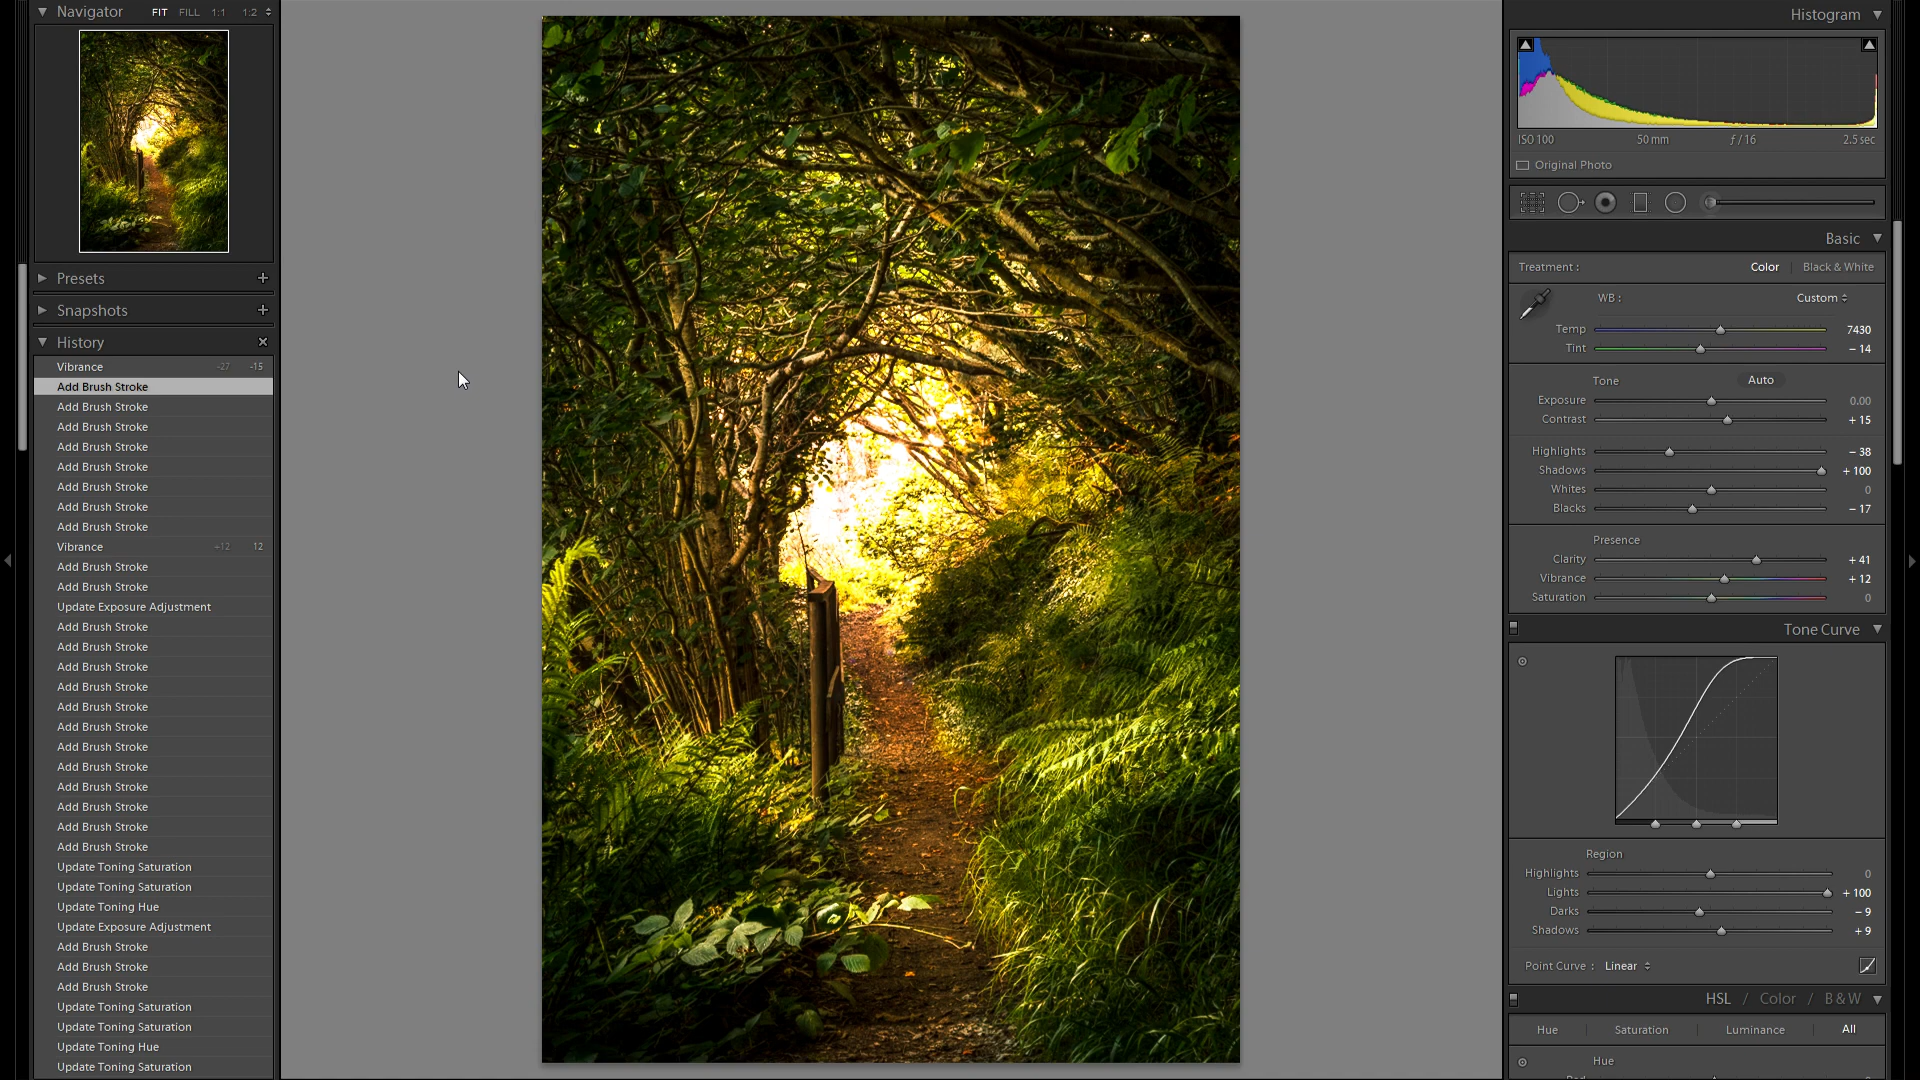 Navigator FIT FILL 1:1 1:2
Presets
Snapshots
History
Vibrance -27 -15
Add Brush Stroke
Add Brush Stroke
Add Brush Stroke
Add Brush Stroke
Add Brush Stroke
Add Brush Stroke
Add Brush Stroke
Add Brush Stroke
Vibrance +12 12
Add Brush Stroke
Add Brush Stroke
Update Exposure Adjustment
Add Brush Stroke
Add Brush Stroke
Add Brush Stroke
Add Brush Stroke
Add Brush Stroke
Add Brush Stroke
Add Brush Stroke
Add Brush Stroke
Add Brush Stroke
Add Brush Stroke
Add Brush Stroke
Add Brush Stroke
Update Toning Saturation
Update Toning Saturation
Update Toning Hue
Update Exposure Adjustment
Add Brush Stroke
Add Brush Stroke
Add Brush Stroke
Update Toning Saturation
Update Toning Saturation
Update Toning Hue
Update Toning Saturation
Histogram
ISO 100 50 mm ƒ / 16 2.5 sec
Original Photo
Basic
Treatment : Color Black & White
WB : Custom
Temp 7430
Tint – 14
Tone Auto
Exposure 0.00
Contrast + 15
Highlights – 38
Shadows + 100
Whites 0
Blacks – 17
Presence
Clarity + 41
Vibrance + 12
Saturation 0
Tone Curve
Region
Highlights 0
Lights + 100
Darks – 9
Shadows + 9
Point Curve : Linear
HSL / Color / B & W
Hue Saturation Luminance All
Hue